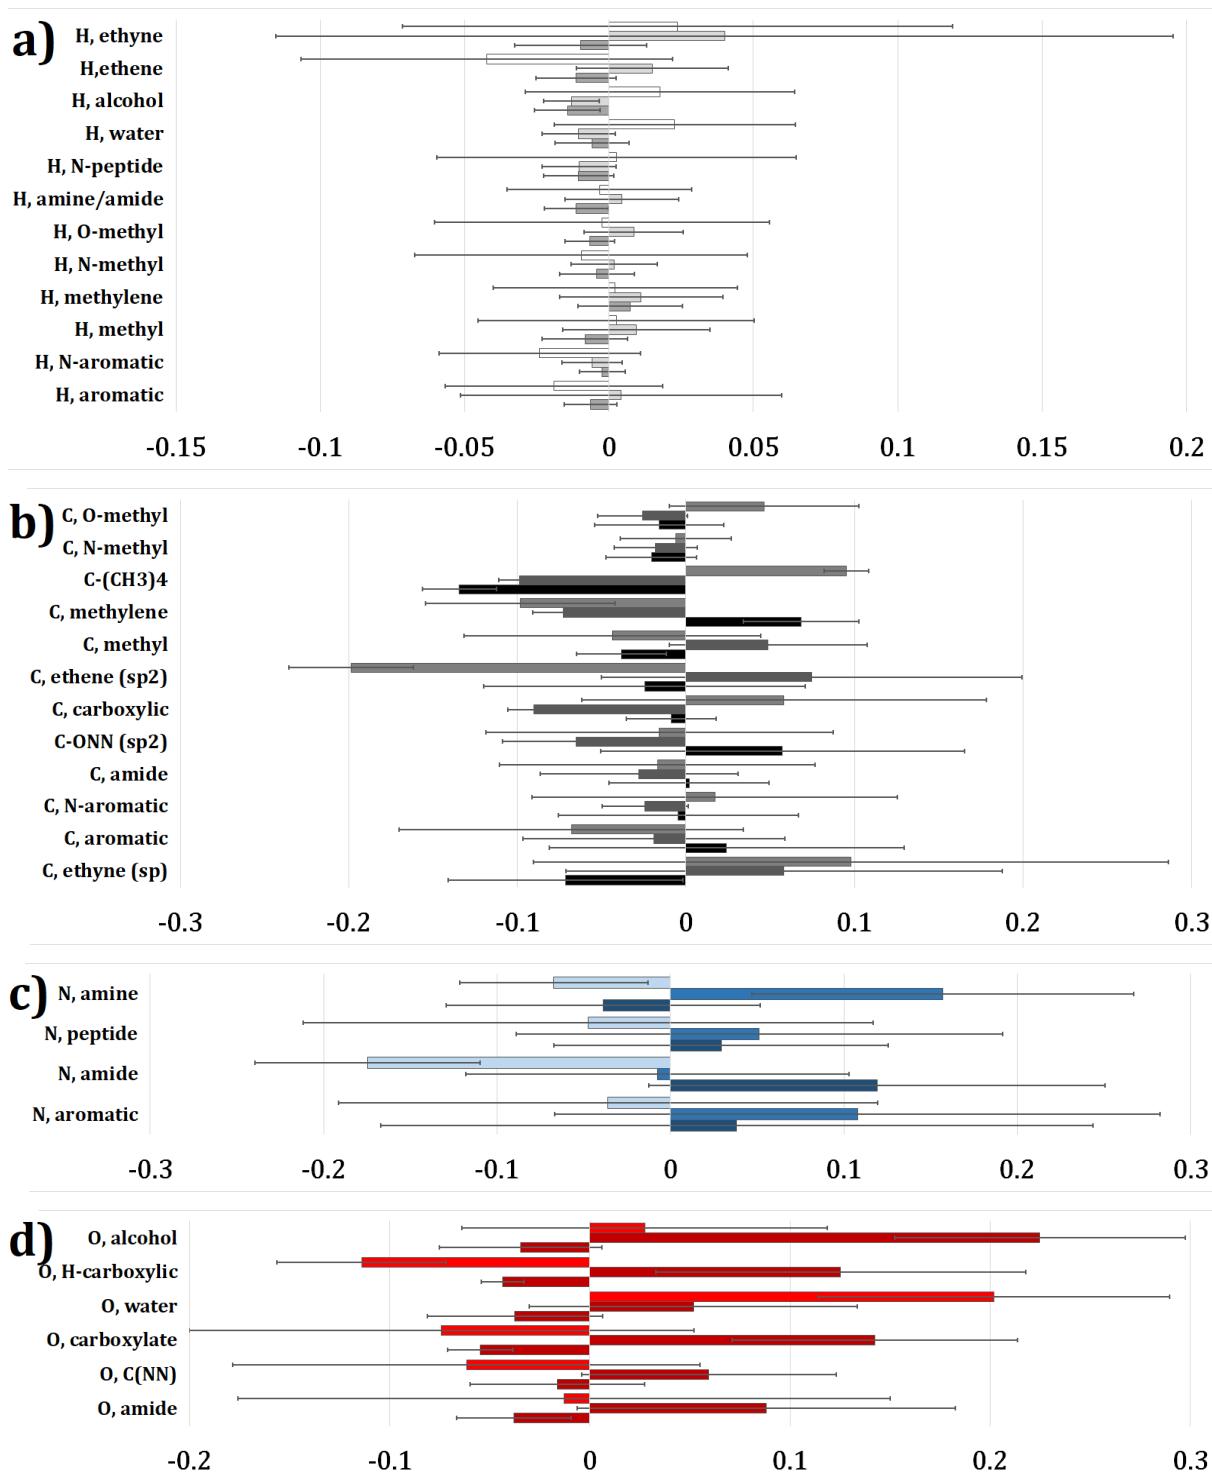 a)
H, ethyne
H,ethene
H, alcohol
H, water
H, N-peptide
H, amine/amide
H, O-methyl
H, N-methyl
H, methylene
H, methyl
H, N-aromatic
H, aromatic
-0.15 -0.1 -0.05 0 0.05 0.1 0.15 0.2
b)
C, O-methyl
C, N-methyl
C-(CH3)4
C, methylene
C, methyl
C, ethene (sp2)
C, carboxylic
C-ONN (sp2)
C, amide
C, N-aromatic
C, aromatic
C, ethyne (sp)
-0.3 -0.2 -0.1 0 0.1 0.2 0.3
c)
N, amine
N, peptide
N, amide
N, aromatic
-0.3 -0.2 -0.1 0 0.1 0.2 0.3
d)
O, alcohol
O, H-carboxylic
O, water
O, carboxylate
O, C(NN)
O, amide
-0.2 -0.1 0 0.1 0.2 0.3